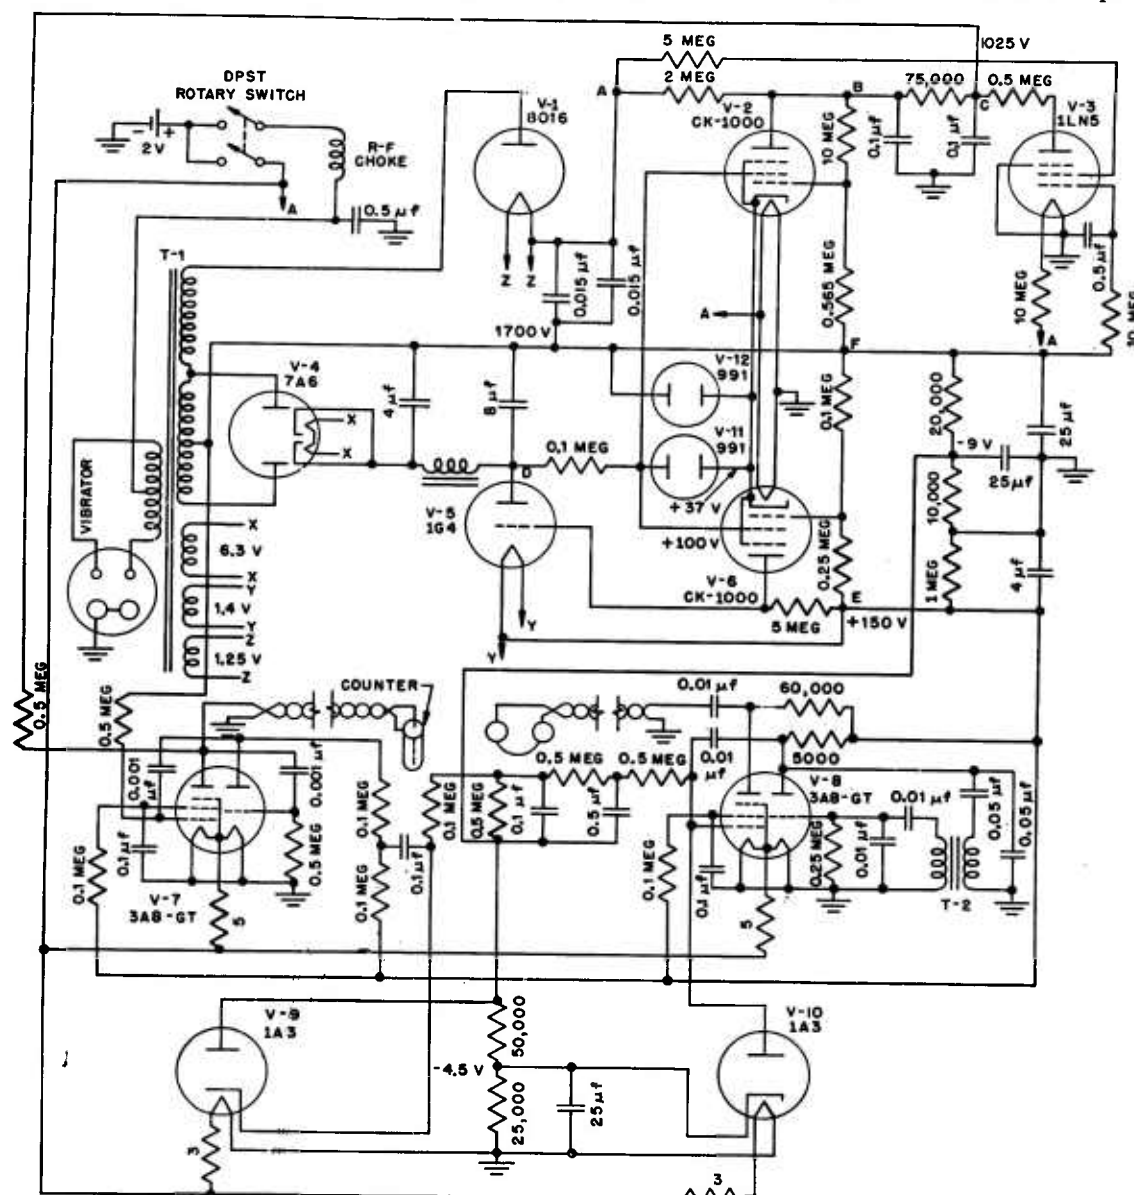 5 MEG
1025 V
2 MEG
A
B
75,000
0.5 MEG
C
DPST
ROTARY SWITCH
V-1
8016
V-2
CK-1000
V-3
1LN5
-
+
2V
R-F
CHOKE
10 MEG
0.1 μf
0.1 μf
A
0.5 μf
0.5 μf
T-1
Z
Z
0.015 μf
0.015 μf
0.565 MEG
10 MEG
A
A
1700 V
F
V-4
7A6
V-12
991
4 μf
8 μf
0.1 MEG
20,000
25 μf
X
X
0.1 MEG
V-11
991
-9 V
25 μf
D
VIBRATOR
V-5
1G4
+37 V
+100 V
10,000
X
6.3 V
X
Y
1.4 V
Y
Z
1.25 V
Z
V-6
CK-1000
0.25 MEG
1 MEG
4 μf
Y
Y
5 MEG
E
+150 V
0.5 MEG
0.5 MEG
COUNTER
0.01 μf
60,000
0.001
μf
0.001 μf
0.5 MEG
0.5 MEG
0.01
μf
5000
V-8
3A8-GT
0.1 MEG
0.1 MEG
0.5 MEG
0.1 μf
0.5 μf
0.01 μf
0.05 μf
0.05 μf
0.1 MEG
0.1 μf
0.5 MEG
0.1 μf
0.1 MEG
0.1 MEG
0.1 μf
0.25 MEG
0.01 μf
T-2
V-7
3A8-GT
5
5
V-9
1A3
50,000
V-10
1A3
-4.5 V
25,000
25 μf
3
3